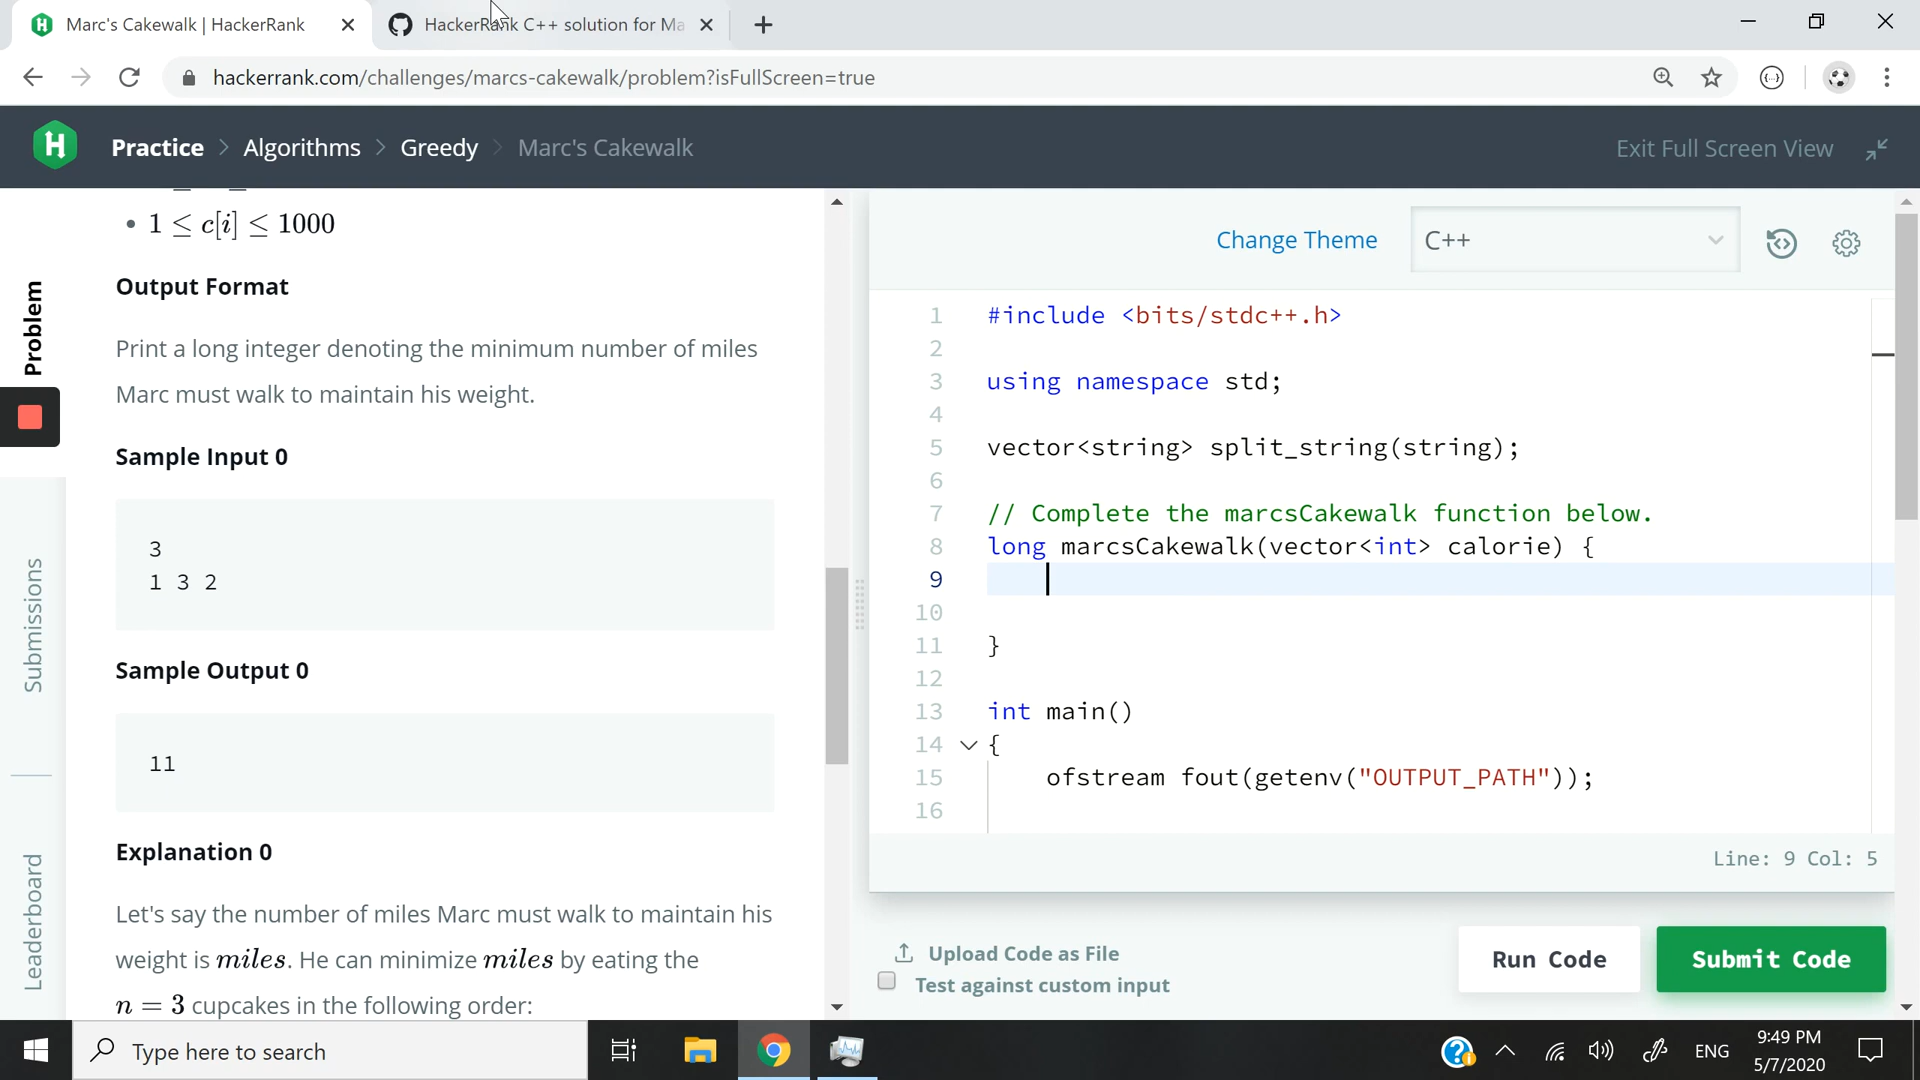 Marc's Cakewalk | HackerRank
HackerRank C++ solution for Ma
hackerrank.com/challenges/marcs-cakewalk/problem?isFullScreen=true
H
Practice > Algorithms > Greedy > Marc's Cakewalk
Exit Full Screen View
Problem
Submissions
Leaderboard
• 1 ≤ c[i] ≤ 1000
Output Format
Print a long integer denoting the minimum number of miles
Marc must walk to maintain his weight.
Sample Input 0
3
1 3 2
Sample Output 0
11
Explanation 0
Let's say the number of miles Marc must walk to maintain his
weight is miles. He can minimize miles by eating the
n = 3 cupcakes in the following order:
Change Theme
C++
1 #include <bits/stdc++.h>
2
3 using namespace std;
4
5 vector<string> split_string(string);
6
7 // Complete the marcsCakewalk function below.
8 long marcsCakewalk(vector<int> calorie) {
9
10
11 }
12
13 int main()
14 {
15 ofstream fout(getenv("OUTPUT_PATH"));
16
Line: 9 Col: 5
Upload Code as File
Test against custom input
Run Code
Submit Code
Type here to search
ENG
9:49 PM
5/7/2020